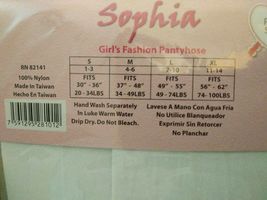 Sophia
Girl's Fashion Pantyhose
RN 82141
100% Nylon
Made In Taiwan
Hecho En Taiwan
S M L XL
1-3 4-6 7-10 11-14
FITS FITS FITS FITS
30" - 36" 37" - 48" 49" - 55" 56" - 62"
20 - 34LBS 34 - 49LBS 49 - 74LBS 74- 100LBS
Hand Wash Separately
In Luke Warm Water
Drip Dry. Do Not Bleach.
Lavese A Mano Con Agua Fria
No Utilice Blanqueador
Exprimir Sin Retorcer
No Planchar
7 591295 281012